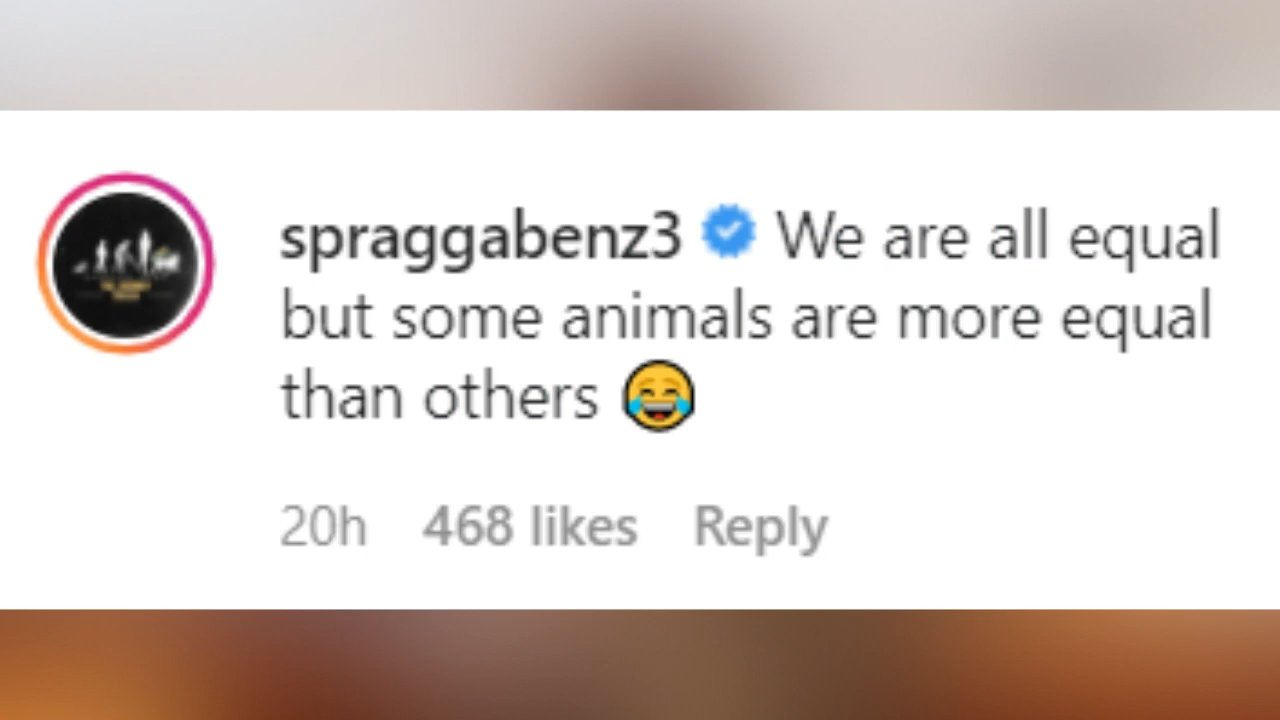 spraggabenz3 We are all equal
but some animals are more equal
than others 😂
20h 468 likes Reply